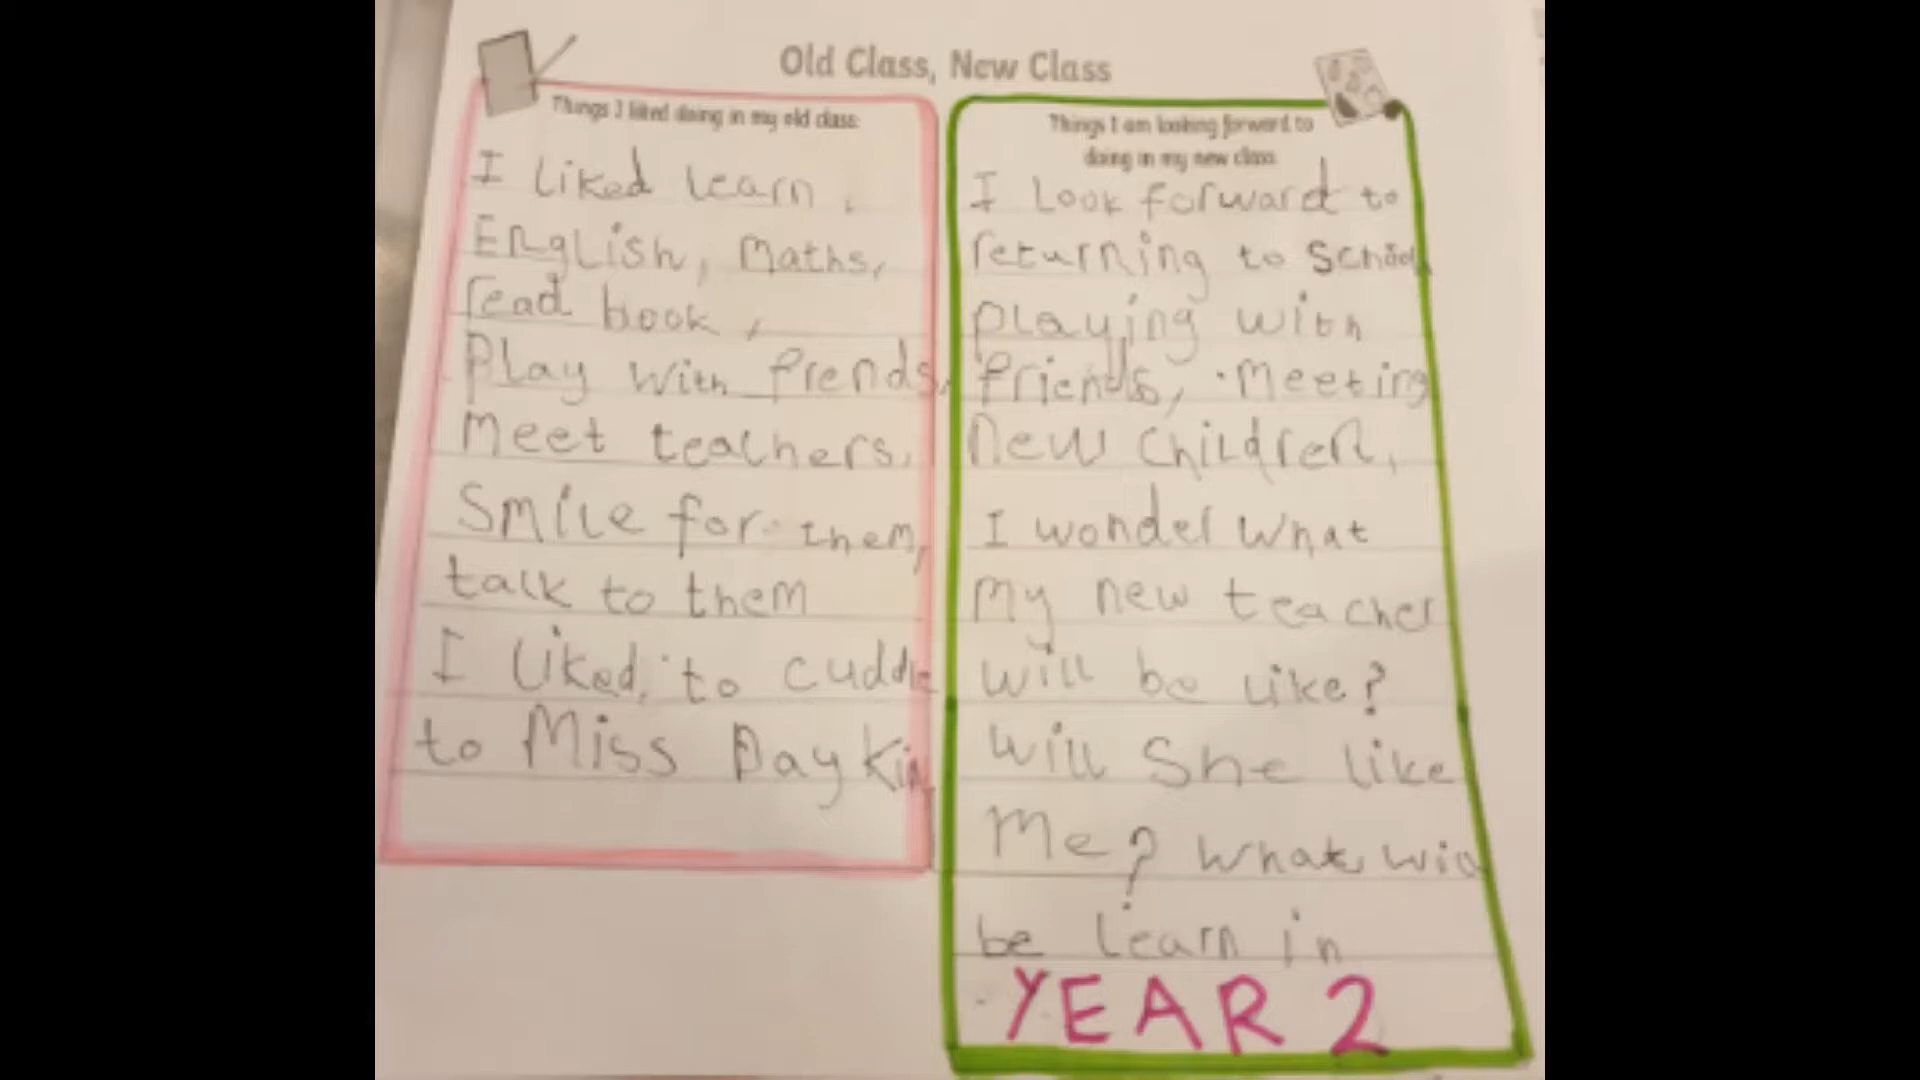 Old Class, New Class
Things I liked doing in my old class:
I liked learn,
English, Maths,
read book,
Play with frends,
Meet teachers,
Smile for them,
talk to them
I liked to cuddle
to Miss Daykin
Things I am looking forward to
doing in my new class
I Look forward to
returning to school
playing with
friends, Meeting
new children,
I wonder what
my new teacher
will be like?
Will She like
Me? What will
be learn in
YEAR 2